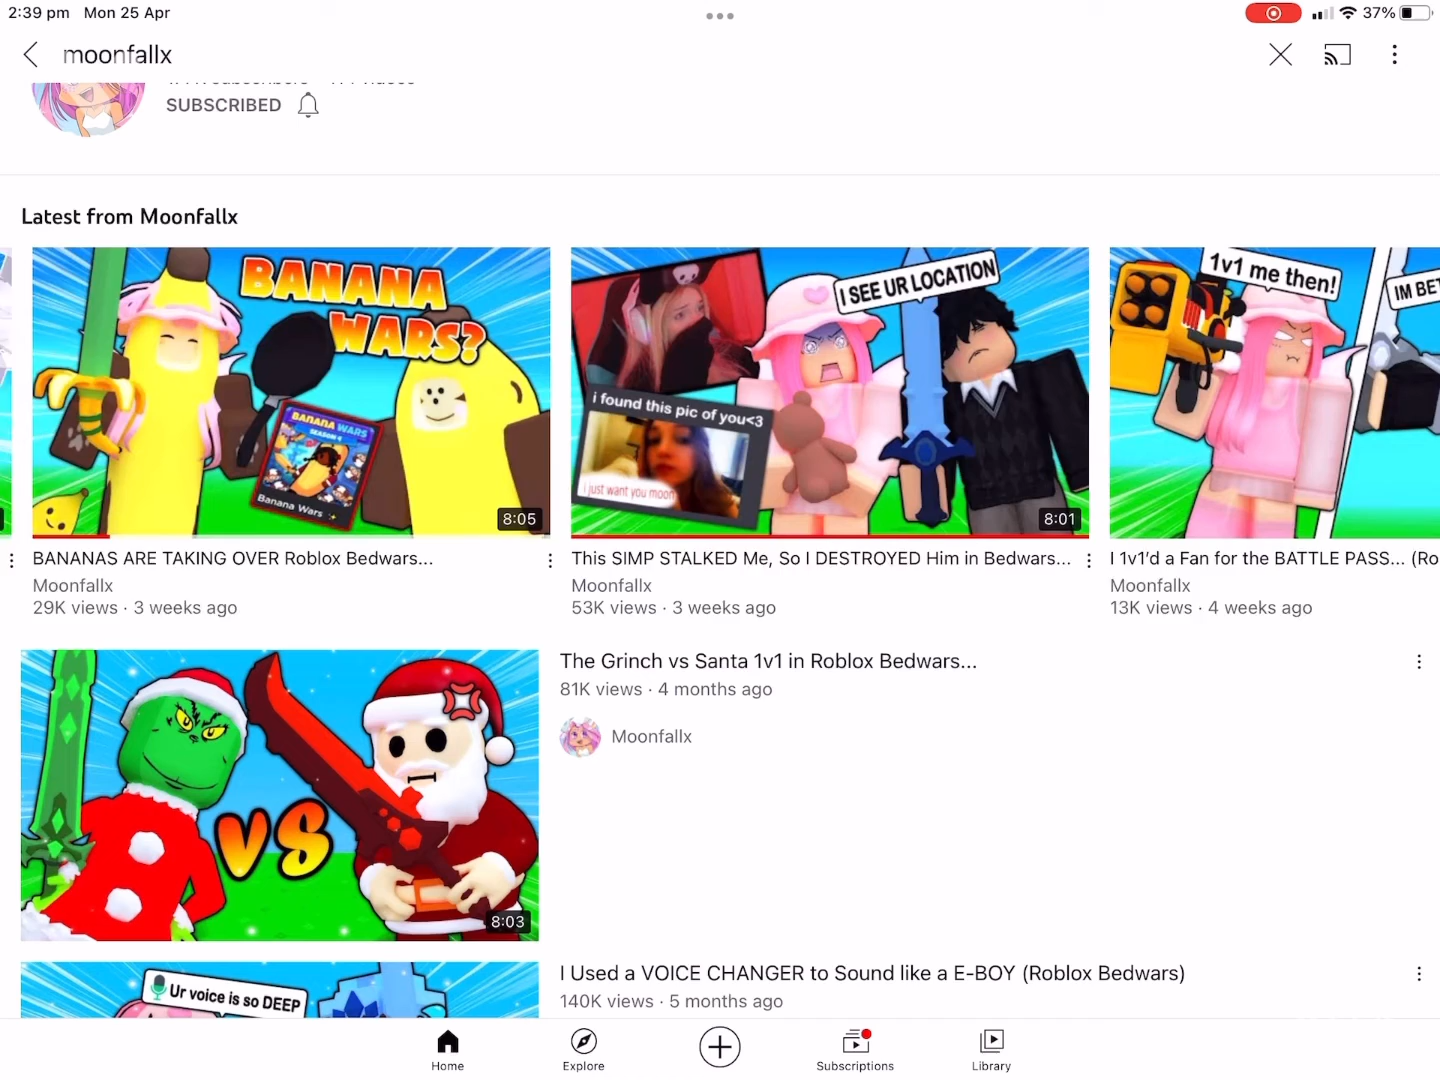 2:39 pm Mon 25 Apr
37%
moonfallx
SUBSCRIBED
Latest from Moonfallx
BANANA
WARS?
BANANA WARS
SEASON 4
Banana Wars
8:05
I SEE UR LOCATION
i found this pic of you<3
i just want you moon
8:01
1v1 me then!
IM BET
BANANAS ARE TAKING OVER Roblox Bedwars...
Moonfallx
29K views · 3 weeks ago
This SIMP STALKED Me, So I DESTROYED Him in Bedwars...
Moonfallx
53K views · 3 weeks ago
I 1v1'd a Fan for the BATTLE PASS... (Ro
Moonfallx
13K views · 4 weeks ago
VS
8:03
The Grinch vs Santa 1v1 in Roblox Bedwars...
81K views · 4 months ago
Moonfallx
Ur voice is so DEEP
I Used a VOICE CHANGER to Sound like a E-BOY (Roblox Bedwars)
140K views · 5 months ago
Home
Explore
Subscriptions
Library